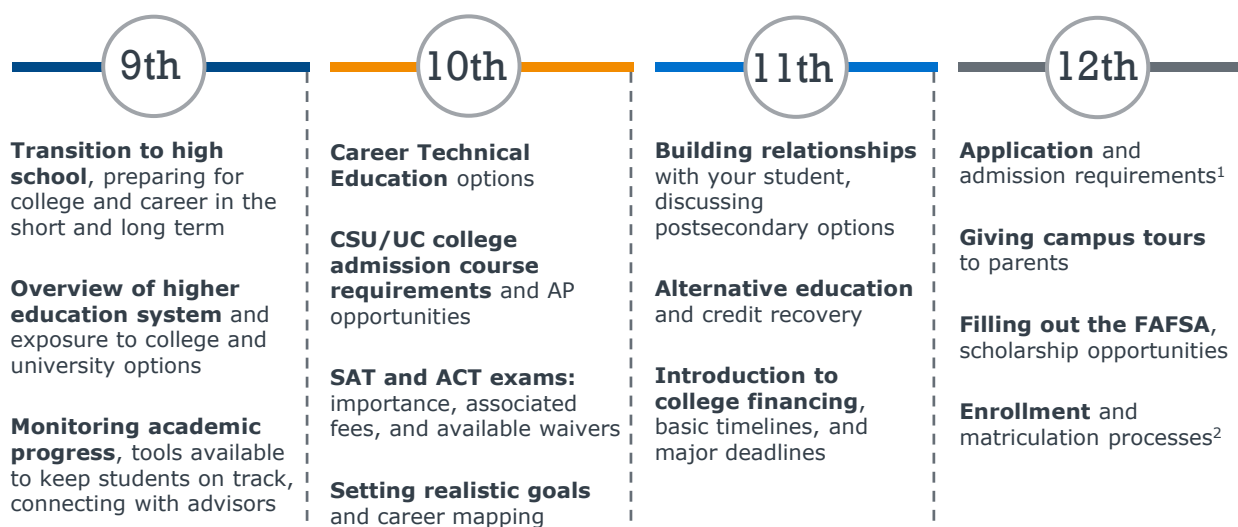 9th
Transition to high
school, preparing for
college and career in the
short and long term
Overview of higher
education system and
exposure to college and
university options
Monitoring academic
progress, tools available
to keep students on track,
connecting with advisors
10th
Career Technical
Education options
CSU/UC college
admission course
requirements and AP
opportunities
SAT and ACT exams:
importance, associated
fees, and available waivers
Setting realistic goals
and career mapping
11th
Building relationships
with your student,
discussing
postsecondary options
Alternative education
and credit recovery
Introduction to
college financing,
basic timelines, and
major deadlines
12th
Application and
admission requirements¹
Giving campus tours
to parents
Filling out the FAFSA,
scholarship opportunities
Enrollment and
matriculation processes²